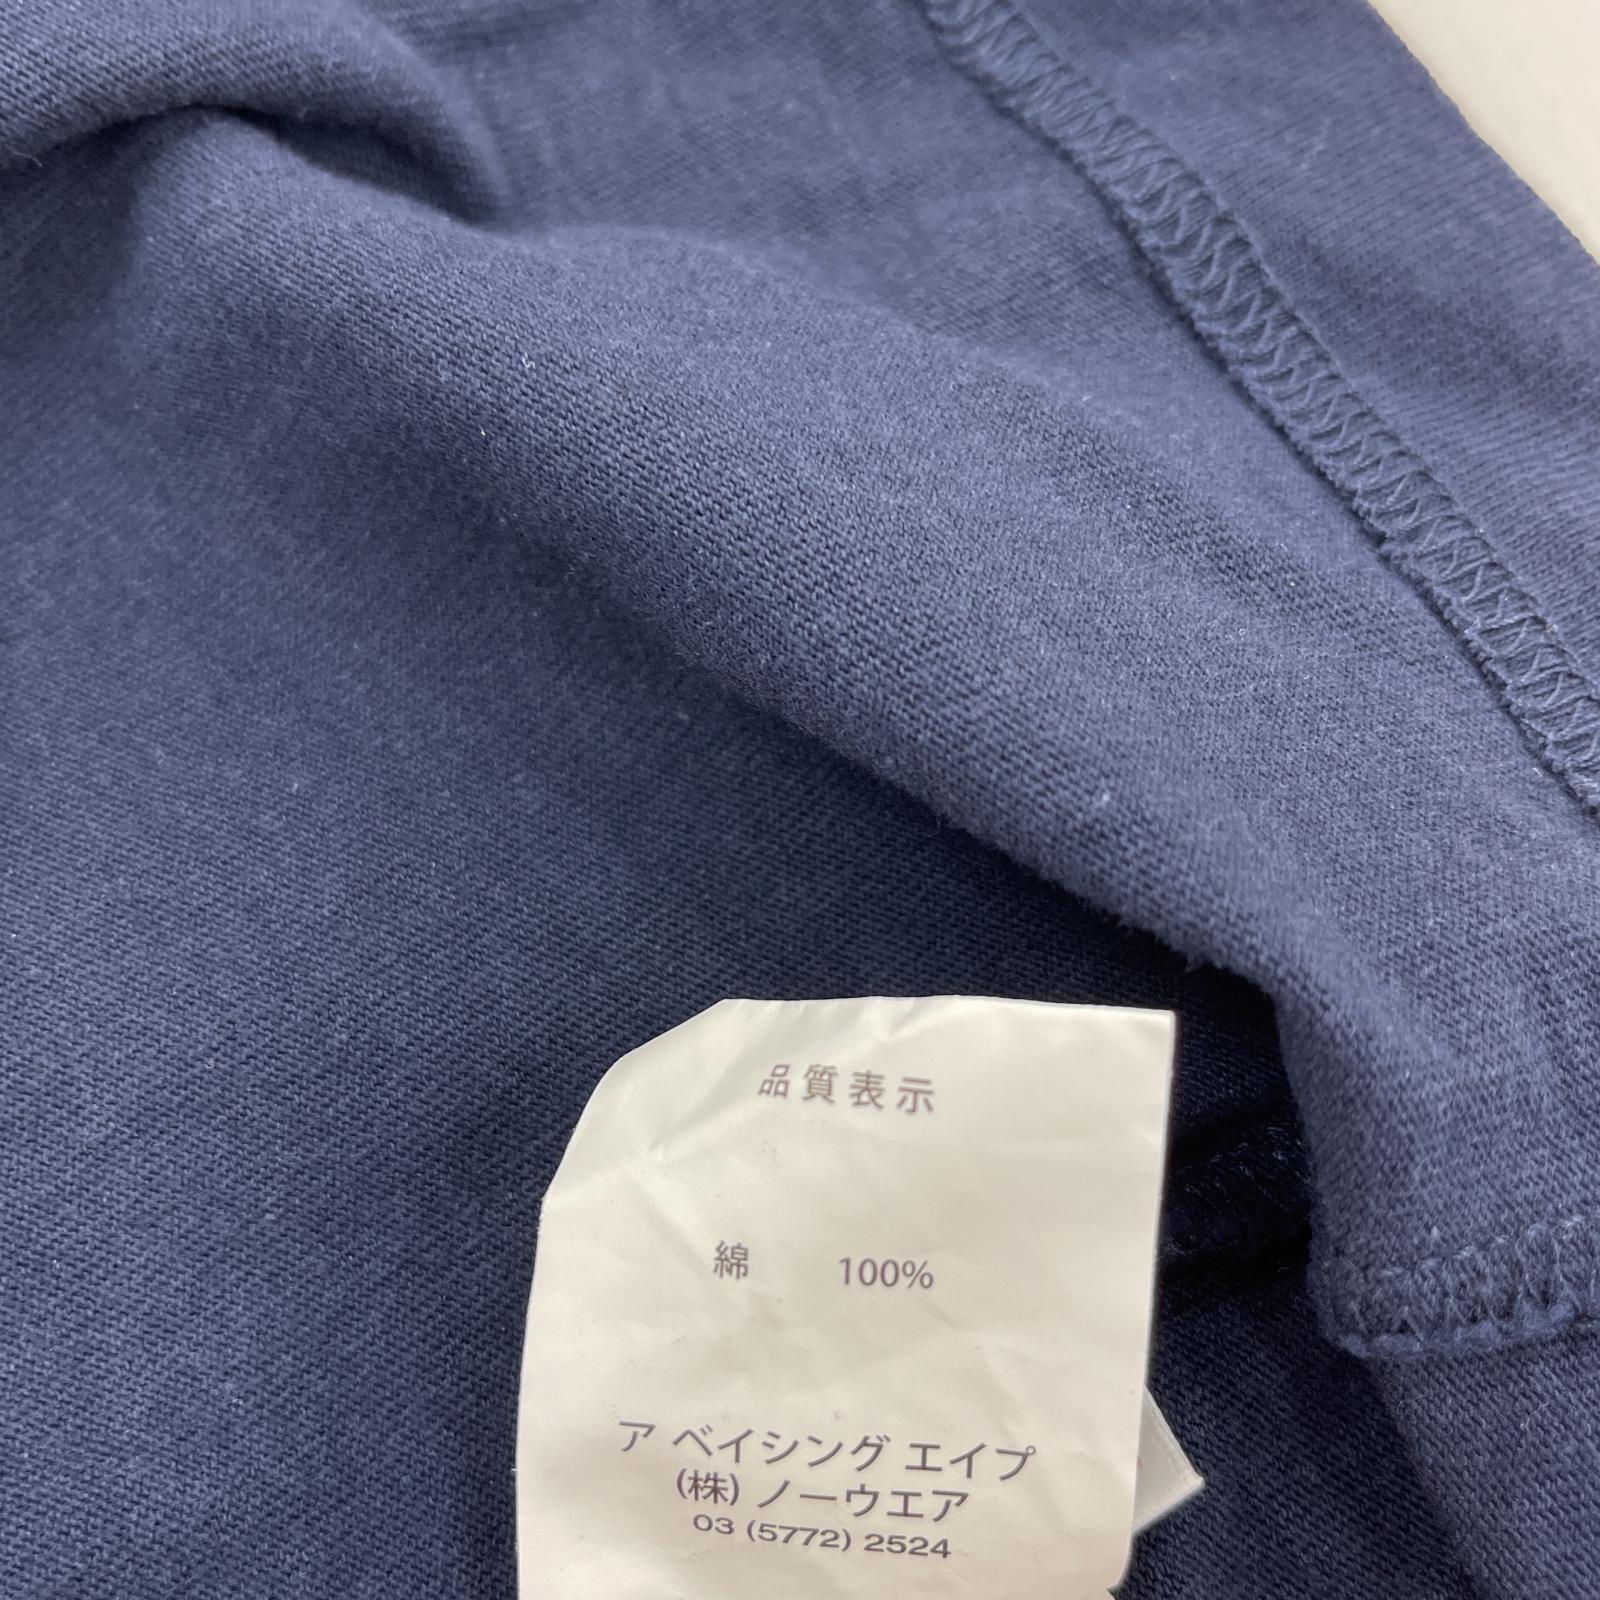 品質表示
綿 100%
ア ベイシング エイプ
(株) ノーウエア
03 (5772) 2524